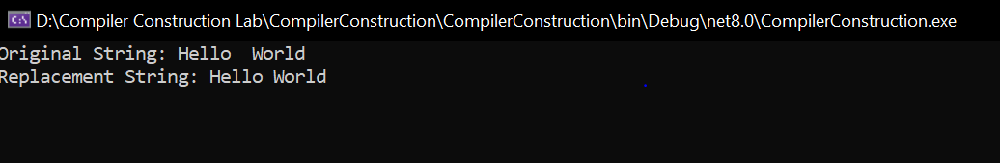 D:\Compiler Construction Lab\CompilerConstruction\CompilerConstruction\bin\Debug\net8.0\CompilerConstruction.exe
Original String: Hello  World
Replacement String: Hello World